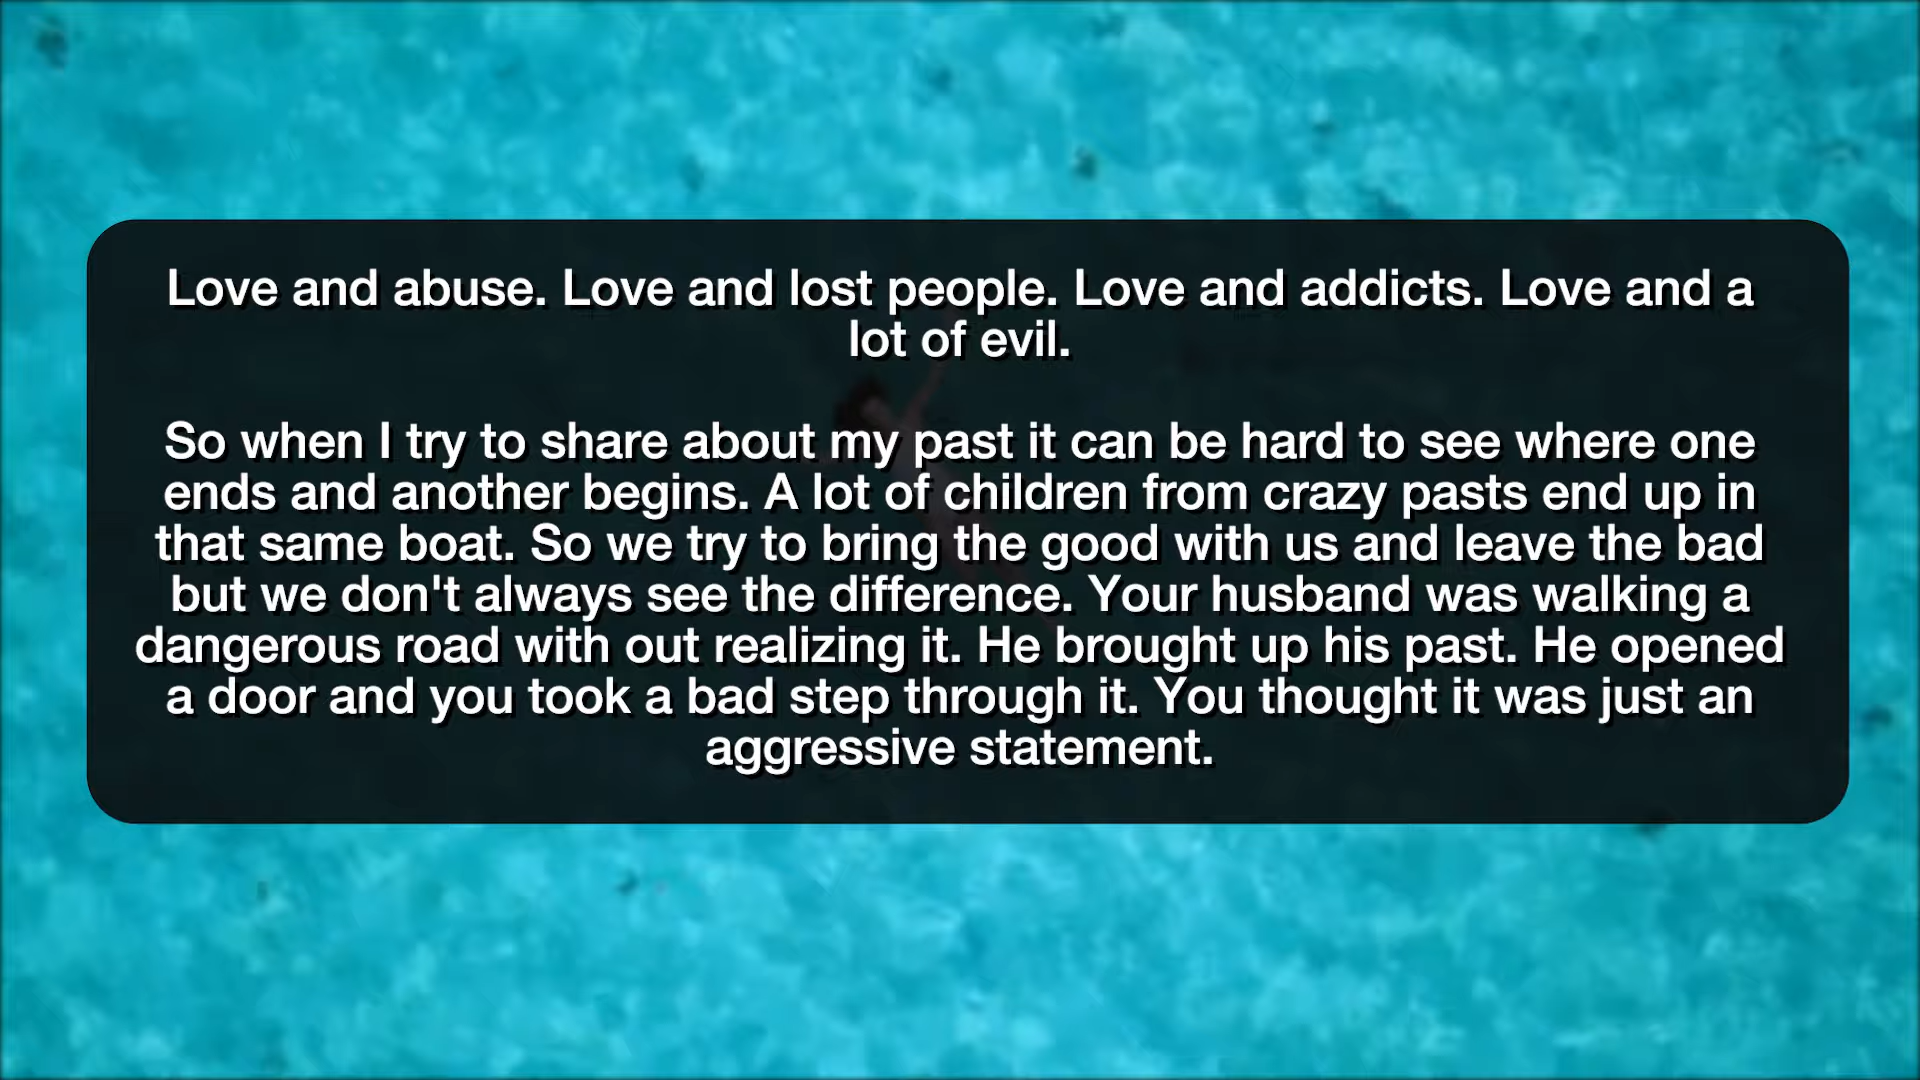 Love and abuse. Love and lost people. Love and addicts. Love and a
lot of evil.
So when I try to share about my past it can be hard to see where one
ends and another begins. A lot of children from crazy pasts end up in
that same boat. So we try to bring the good with us and leave the bad
but we don't always see the difference. Your husband was walking a
dangerous road with out realizing it. He brought up his past. He opened
a door and you took a bad step through it. You thought it was just an
aggressive statement.